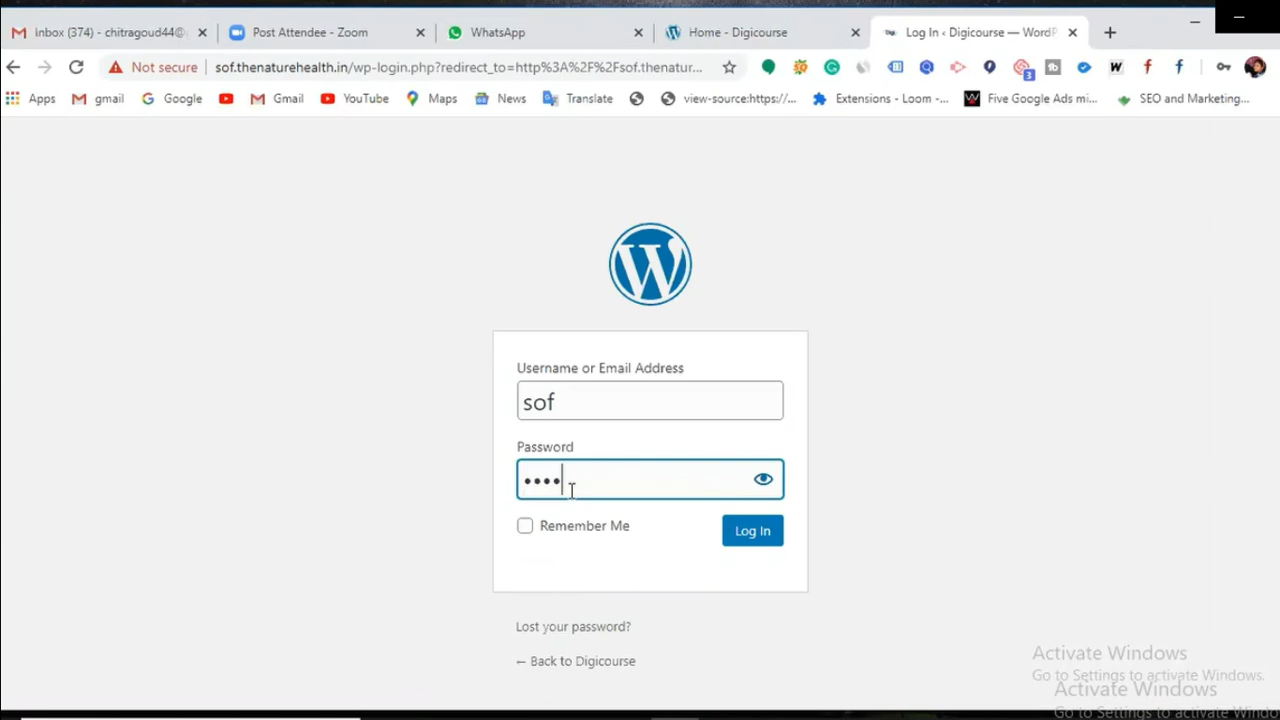 Inbox (374) - chitragoud44@
Post Attendee - Zoom
WhatsApp
Home - Digicourse
Log In ‹ Digicourse — WordP
Not secure
sof.thenaturehealth.in/wp-login.php?redirect_to=http%3A%2F%2Fsof.thenatur...
3
Apps
gmail
Google
Gmail
YouTube
Maps
News
Translate
view-source:https://...
Extensions - Loom -...
Five Google Ads mi...
SEO and Marketing...
Username or Email Address
sof
Password
••••
Remember Me
Log In
Lost your password?
← Back to Digicourse
Activate Windows
Go to Settings to activate Windows.
Activate Windows
Go to Settings to activate Windo